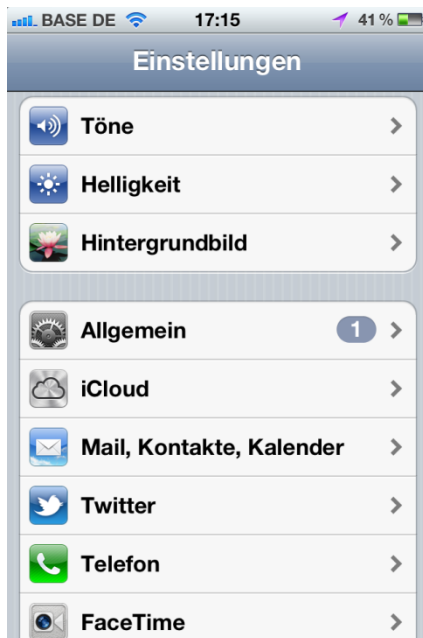 BASE DE 17:15 41 %
Einstellungen
Töne
Helligkeit
Hintergrundbild
Allgemein 1
iCloud
Mail, Kontakte, Kalender
Twitter
Telefon
FaceTime